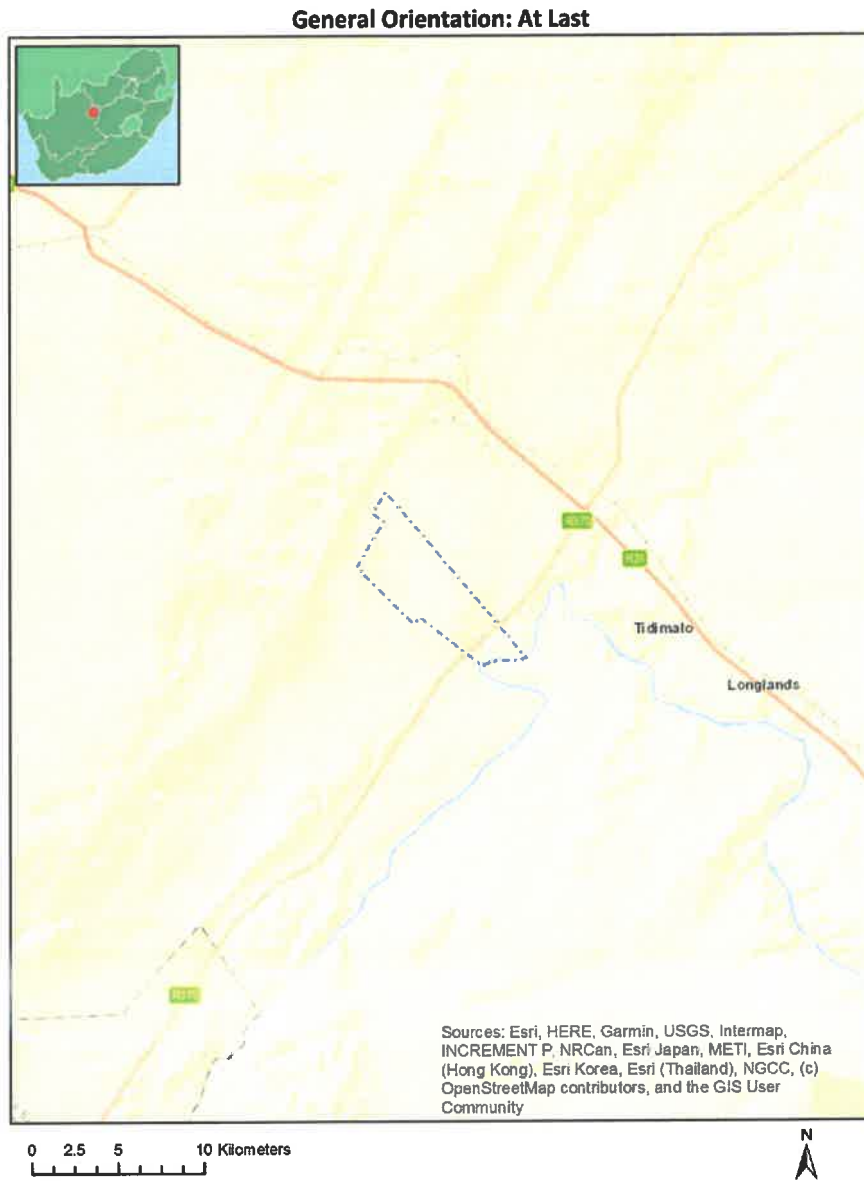 General Orientation: At Last
R31
Tidimalo
Longlands
Sources: Esri, HERE, Garmin, USGS, Intermap,
INCREMENT P, NRCan, Esri Japan, METI, Esri China
(Hong Kong), Esri Korea, Esri (Thailand), NGCC, (c)
OpenStreetMap contributors, and the GIS User
Community
0 2.5 5 10 Kilometers
N